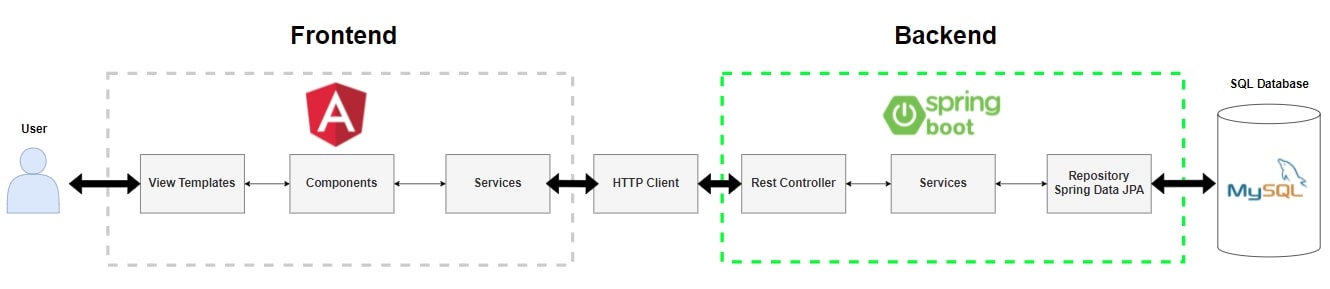 Frontend
Backend
SQL Database
User
A
spring
boot
View Templates
Components
Services
HTTP Client
Rest Controller
Services
Repository
Spring Data JPA
MySQL